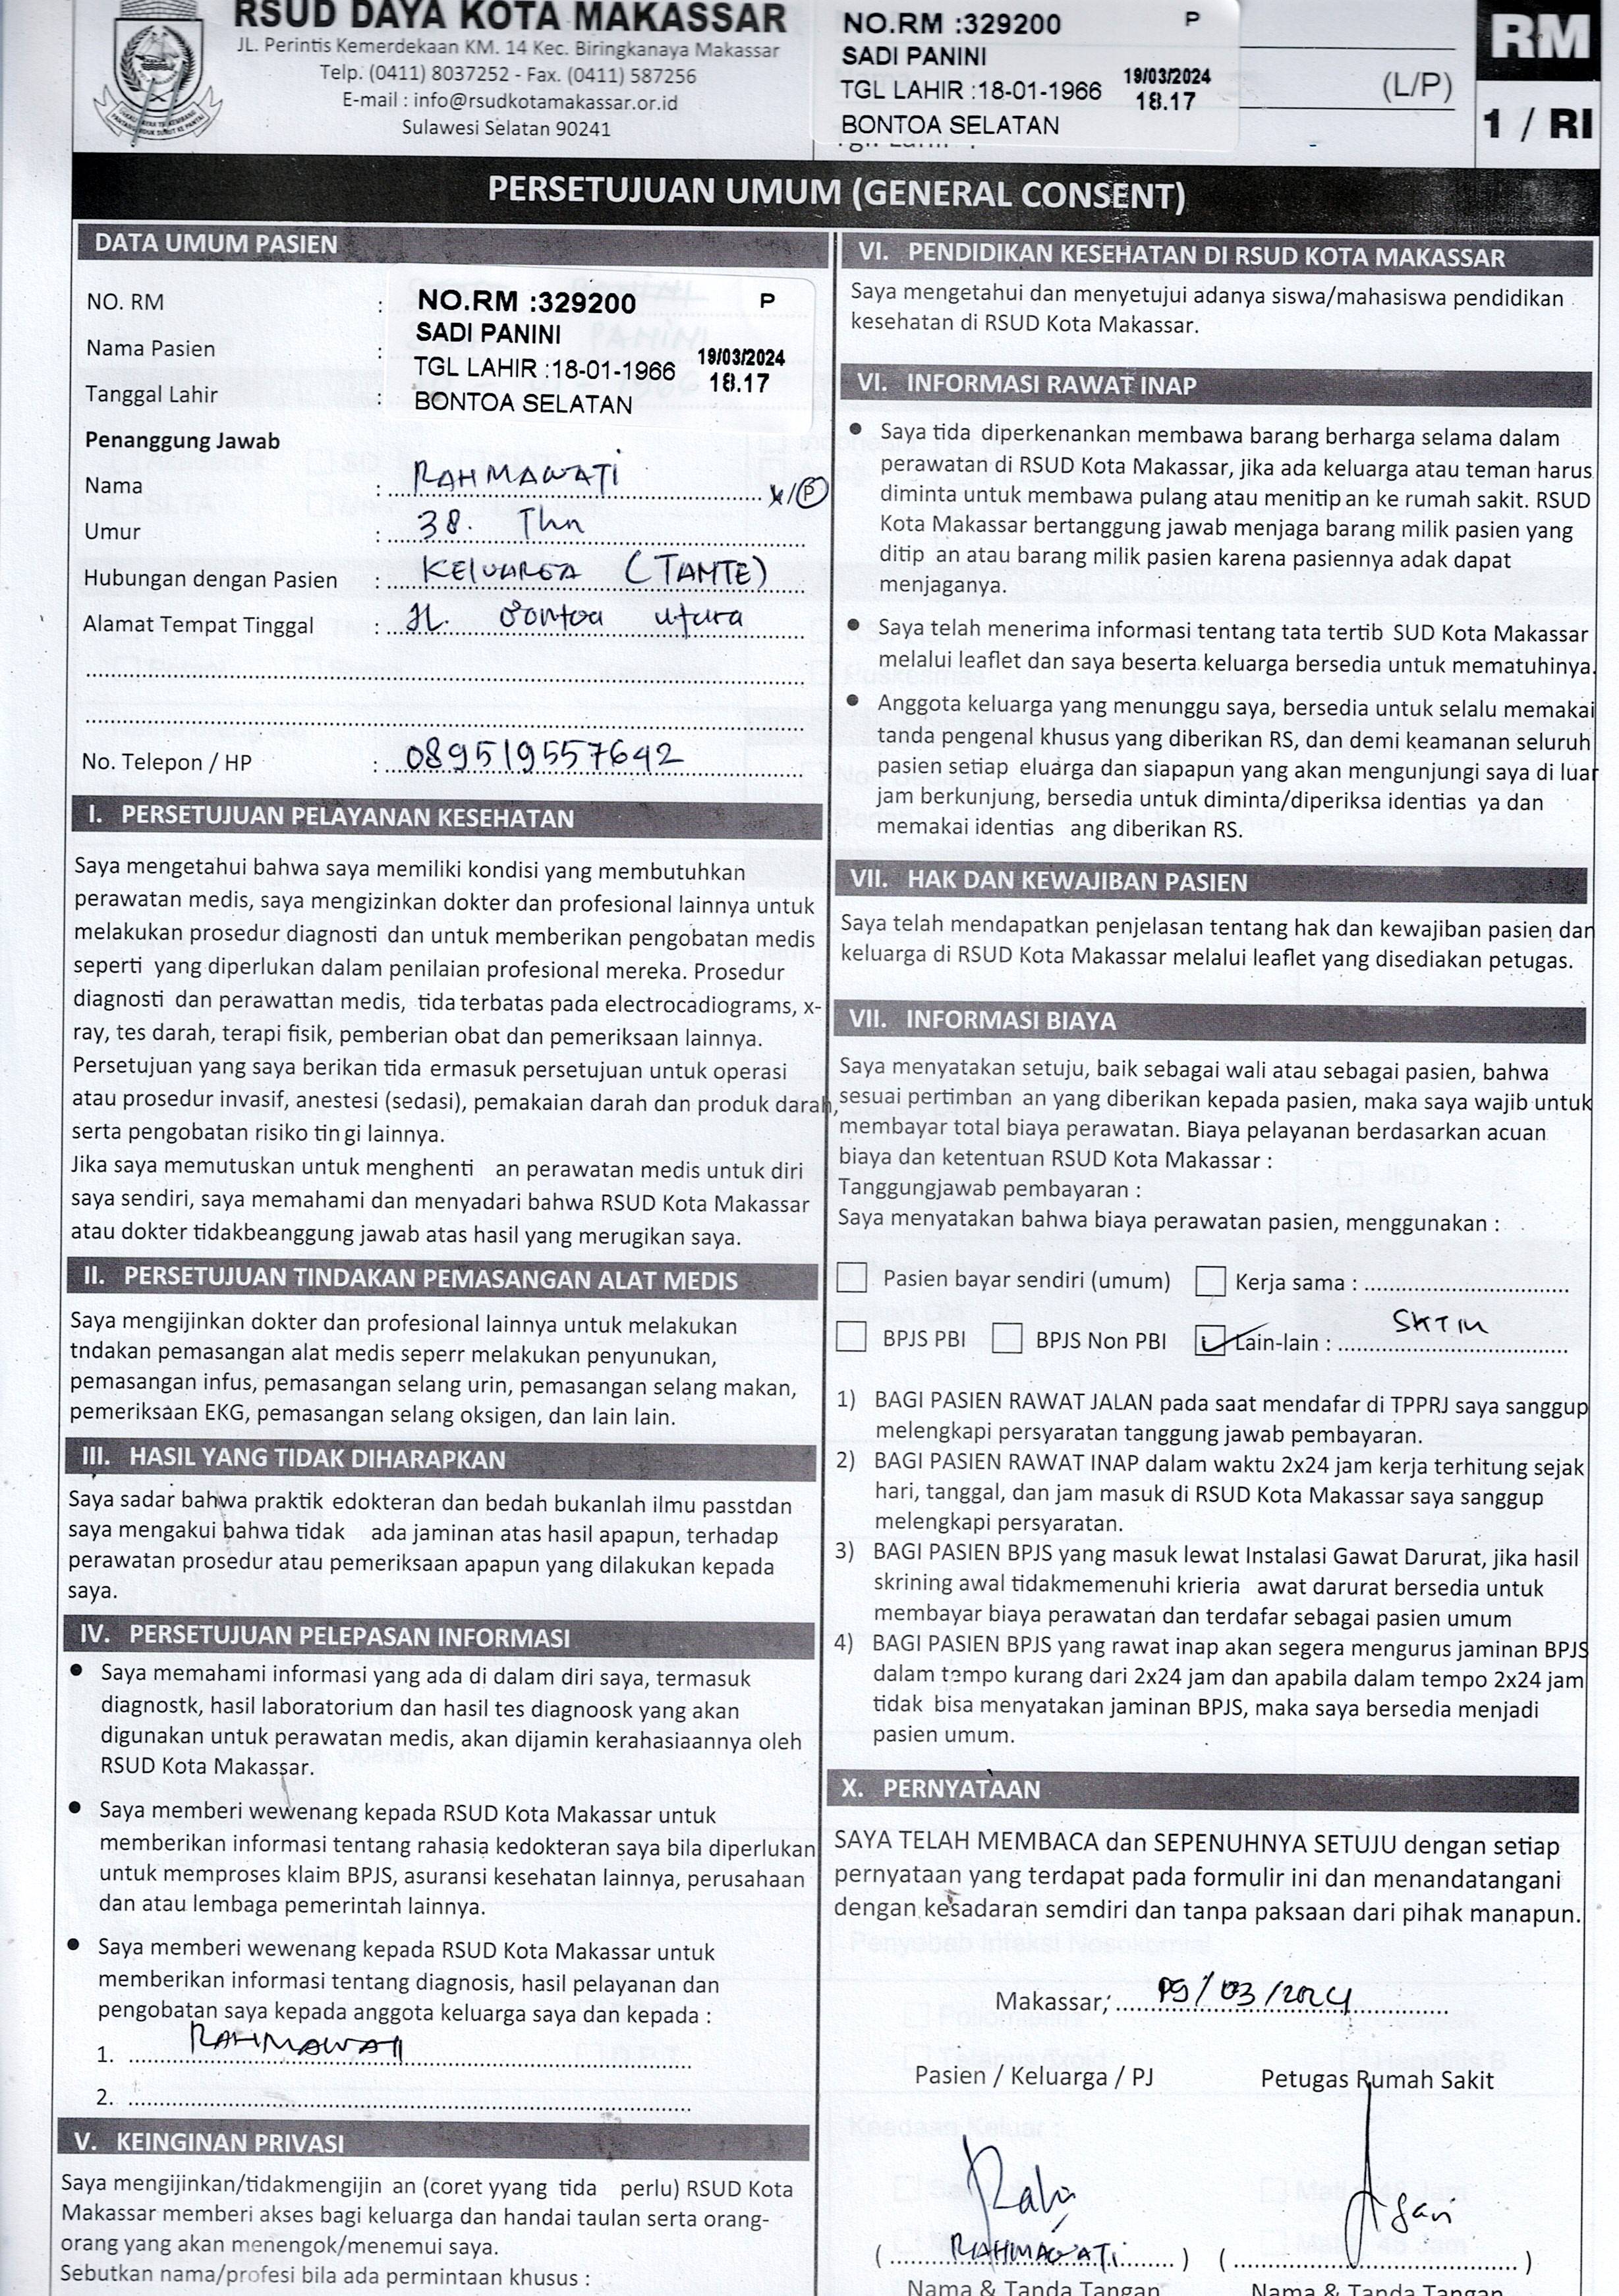 RSUD DAYA KOTA MAKASSAR
JL. Perintis Kemerdekaan KM. 14 Kec. Biringkanaya Makassar
Telp. (0411) 8037252 - Fax. (0411) 587256
E-mail : info@rsudkotamakassar.or.id
Sulawesi Selatan 90241
NO.RM :329200 P
SADI PANINI
TGL LAHIR :18-01-1966 19/03/2024 18.17
BONTOA SELATAN
(L/P)
RM
1 / RI
PERSETUJUAN UMUM (GENERAL CONSENT)
DATA UMUM PASIEN
NO. RM :
Nama Pasien :
Tanggal Lahir :
NO.RM :329200 P
SADI PANINI
TGL LAHIR :18-01-1966 19/03/2024 18.17
BONTOA SELATAN
Penanggung Jawab
Nama : RAHMAWATI L/P
Umur : 38. Thn
Hubungan dengan Pasien : KELUARGA (TANTE)
Alamat Tempat Tinggal : Jl. Bontoa utara
No. Telepon / HP : 089519557642
I. PERSETUJUAN PELAYANAN KESEHATAN
Saya mengetahui bahwa saya memiliki kondisi yang membutuhkan
perawatan medis, saya mengizinkan dokter dan profesional lainnya untuk
melakukan prosedur diagnosti dan untuk memberikan pengobatan medis
seperti yang diperlukan dalam penilaian profesional mereka. Prosedur
diagnosti dan perawattan medis, tida terbatas pada electrocadiograms, x-
ray, tes darah, terapi fisik, pemberian obat dan pemeriksaan lainnya.
Persetujuan yang saya berikan tida ermasuk persetujuan untuk operasi
atau prosedur invasif, anestesi (sedasi), pemakaian darah dan produk darah,
serta pengobatan risiko tin gi lainnya.
Jika saya memutuskan untuk menghenti an perawatan medis untuk diri
saya sendiri, saya memahami dan menyadari bahwa RSUD Kota Makassar
atau dokter tidakbeanggung jawab atas hasil yang merugikan saya.
II. PERSETUJUAN TINDAKAN PEMASANGAN ALAT MEDIS
Saya mengijinkan dokter dan profesional lainnya untuk melakukan
tndakan pemasangan alat medis seperr melakukan penyunukan,
pemasangan infus, pemasangan selang urin, pemasangan selang makan,
pemeriksaan EKG, pemasangan selang oksigen, dan lain lain.
III. HASIL YANG TIDAK DIHARAPKAN
Saya sadar bahwa praktik edokteran dan bedah bukanlah ilmu passtdan
saya mengakui bahwa tidak ada jaminan atas hasil apapun, terhadap
perawatan prosedur atau pemeriksaan apapun yang dilakukan kepada
saya.
IV. PERSETUJUAN PELEPASAN INFORMASI
• Saya memahami informasi yang ada di dalam diri saya, termasuk
diagnostk, hasil laboratorium dan hasil tes diagnoosk yang akan
digunakan untuk perawatan medis, akan dijamin kerahasiaannya oleh
RSUD Kota Makassar.
• Saya memberi wewenang kepada RSUD Kota Makassar untuk
memberikan informasi tentang rahasia kedokteran saya bila diperlukan
untuk memproses klaim BPJS, asuransi kesehatan lainnya, perusahaan
dan atau lembaga pemerintah lainnya.
• Saya memberi wewenang kepada RSUD Kota Makassar untuk
memberikan informasi tentang diagnosis, hasil pelayanan dan
pengobatan saya kepada anggota keluarga saya dan kepada :
1. RAHMAWATI
2.
V. KEINGINAN PRIVASI
Saya mengijinkan/tidakmengijin an (coret yyang tida perlu) RSUD Kota
Makassar memberi akses bagi keluarga dan handai taulan serta orang-
orang yang akan menengok/menemui saya.
Sebutkan nama/profesi bila ada permintaan khusus :
VI. PENDIDIKAN KESEHATAN DI RSUD KOTA MAKASSAR
Saya mengetahui dan menyetujui adanya siswa/mahasiswa pendidikan
kesehatan di RSUD Kota Makassar.
VI. INFORMASI RAWAT INAP
• Saya tida diperkenankan membawa barang berharga selama dalam
perawatan di RSUD Kota Makassar, jika ada keluarga atau teman harus
diminta untuk membawa pulang atau menitip an ke rumah sakit. RSUD
Kota Makassar bertanggung jawab menjaga barang milik pasien yang
ditip an atau barang milik pasien karena pasiennya adak dapat
menjaganya.
• Saya telah menerima informasi tentang tata tertib SUD Kota Makassar
melalui leaflet dan saya beserta keluarga bersedia untuk mematuhinya.
• Anggota keluarga yang menunggu saya, bersedia untuk selalu memakai
tanda pengenal khusus yang diberikan RS, dan demi keamanan seluruh
pasien setiap eluarga dan siapapun yang akan mengunjungi saya di luar
jam berkunjung, bersedia untuk diminta/diperiksa identias ya dan
memakai identias ang diberikan RS.
VII. HAK DAN KEWAJIBAN PASIEN
Saya telah mendapatkan penjelasan tentang hak dan kewajiban pasien dan
keluarga di RSUD Kota Makassar melalui leaflet yang disediakan petugas.
VII. INFORMASI BIAYA
Saya menyatakan setuju, baik sebagai wali atau sebagai pasien, bahwa
sesuai pertimban an yang diberikan kepada pasien, maka saya wajib untuk
membayar total biaya perawatan. Biaya pelayanan berdasarkan acuan
biaya dan ketentuan RSUD Kota Makassar :
Tanggungjawab pembayaran :
Saya menyatakan bahwa biaya perawatan pasien, menggunakan :
Pasien bayar sendiri (umum) Kerja sama :
BPJS PBI BPJS Non PBI Lain-lain : SKTM
1) BAGI PASIEN RAWAT JALAN pada saat mendafar di TPPRJ saya sanggup
melengkapi persyaratan tanggung jawab pembayaran.
2) BAGI PASIEN RAWAT INAP dalam waktu 2x24 jam kerja terhitung sejak
hari, tanggal, dan jam masuk di RSUD Kota Makassar saya sanggup
melengkapi persyaratan.
3) BAGI PASIEN BPJS yang masuk lewat Instalasi Gawat Darurat, jika hasil
skrining awal tidakmemenuhi krieria awat darurat bersedia untuk
membayar biaya perawatan dan terdafar sebagai pasien umum
4) BAGI PASIEN BPJS yang rawat inap akan segera mengurus jaminan BPJS
dalam tempo kurang dari 2x24 jam dan apabila dalam tempo 2x24 jam
tidak bisa menyatakan jaminan BPJS, maka saya bersedia menjadi
pasien umum.
X. PERNYATAAN
SAYA TELAH MEMBACA dan SEPENUHNYA SETUJU dengan setiap
pernyataan yang terdapat pada formulir ini dan menandatangani
dengan kesadaran semdiri dan tanpa paksaan dari pihak manapun.
Makassar, 19/03/2024
Pasien / Keluarga / PJ Petugas Rumah Sakit
( RAHMAWATI ) ( )
Nama & Tanda Tangan Nama & Tanda Tangan